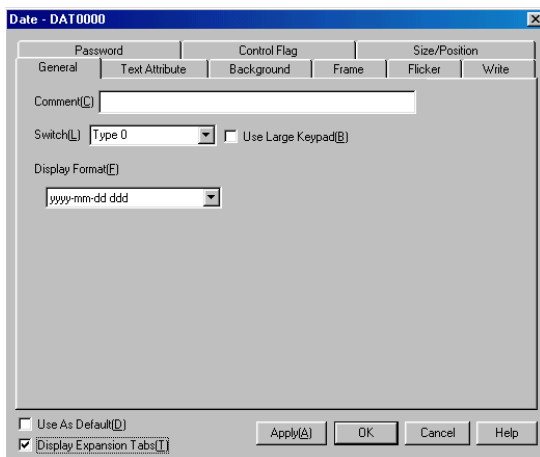 Date - DAT0000
Password Control Flag Size/Position
General Text Attribute Background Frame Flicker Write
Comment(C)
Switch(L) Type 0 Use Large Keypad(B)
Display Format(F)
yyyy-mm-dd ddd
Use As Default(D)
Display Expansion Tabs(T)
Apply(A) OK Cancel Help